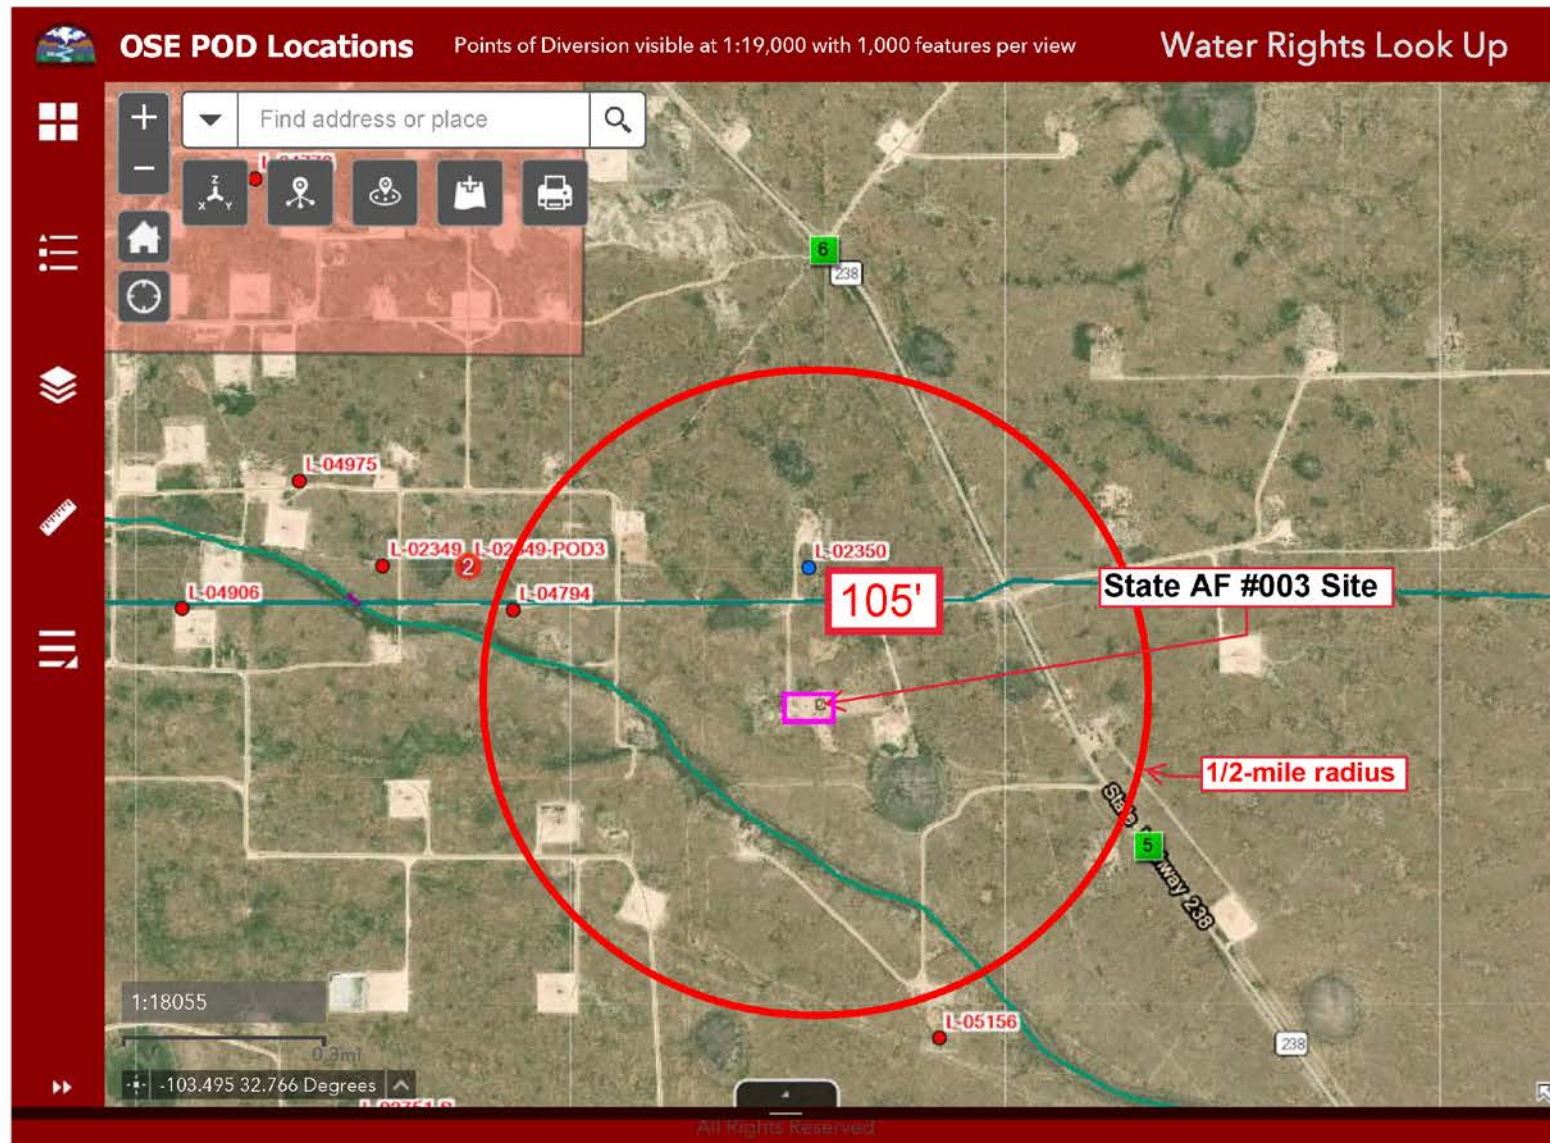 OSE POD Locations
Points of Diversion visible at 1:19,000 with 1,000 features per view
Water Rights Look Up
+
Find address or place
−
Z
X Y
6
238
L-04975
L-02349
L-02349-POD3
2
L-02350
L-04906
L-04794
105'
State AF #003 Site
1/2-mile radius
State Highway 238
5
1:18055
0.3mi
L-05156
238
-103.495 32.766 Degrees
All Rights Reserved